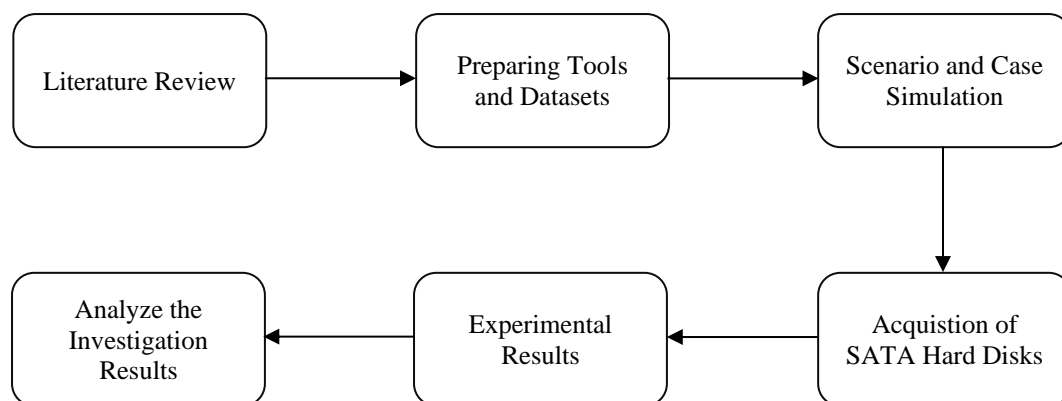 Literature Review
Preparing Tools
and Datasets
Scenario and Case
Simulation
Acquistion of
SATA Hard Disks
Experimental
Results
Analyze the
Investigation
Results